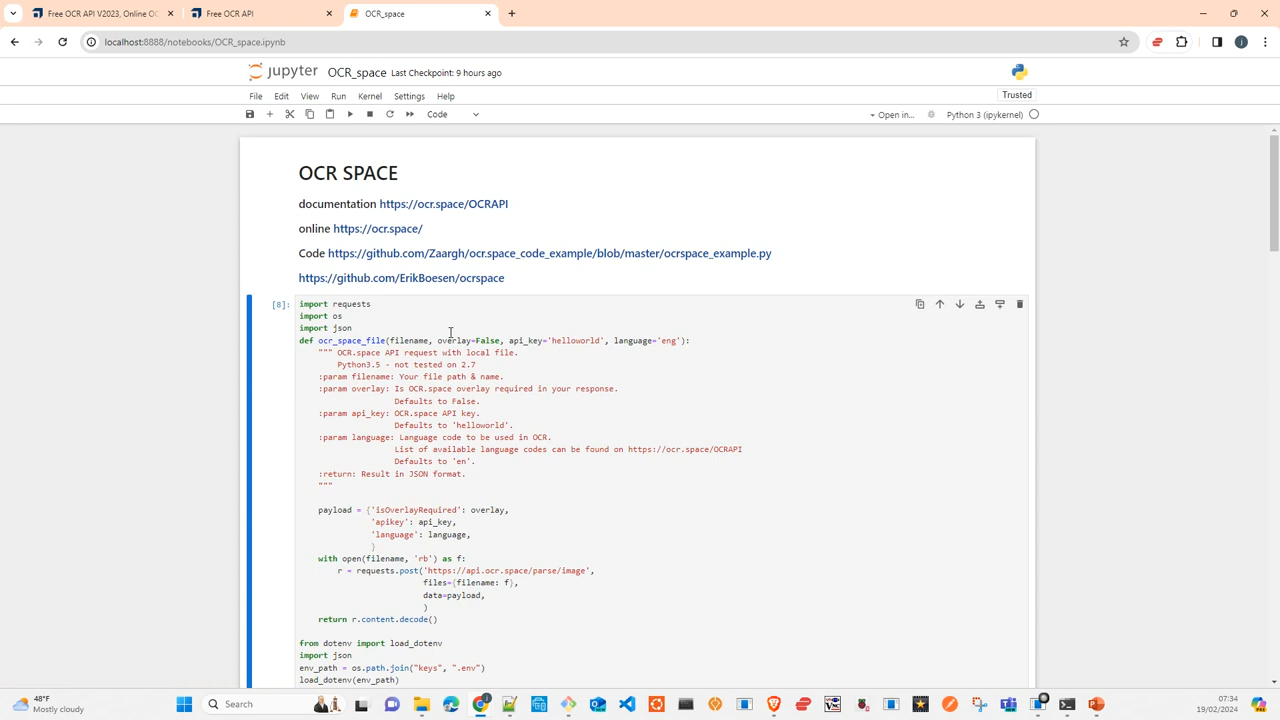 Free OCR API V2023, Online OC
Free OCR API
OCR_space
localhost:8888/notebooks/OCR_space.ipynb
jupyter OCR_space Last Checkpoint: 9 hours ago
File Edit View Run Kernel Settings Help
Trusted
Code
Open in...
Python 3 (ipykernel)
OCR SPACE
documentation https://ocr.space/OCRAPI
online https://ocr.space/
Code https://github.com/Zaargh/ocr.space_code_example/blob/master/ocrspace_example.py
https://github.com/ErikBoesen/ocrspace
[8]:
import requests
import os
import json
def ocr_space_file(filename, overlay=False, api_key='helloworld', language='eng'):
""" OCR.space API request with local file.
Python3.5 - not tested on 2.7
:param filename: Your file path & name.
:param overlay: Is OCR.space overlay required in your response.
Defaults to False.
:param api_key: OCR.space API key.
Defaults to 'helloworld'.
:param language: Language code to be used in OCR.
List of available language codes can be found on https://ocr.space/OCRAPI
Defaults to 'en'.
:return: Result in JSON format.
"""
payload = {'isOverlayRequired': overlay,
'apikey': api_key,
'language': language,
}
with open(filename, 'rb') as f:
r = requests.post('https://api.ocr.space/parse/image',
files={filename: f},
data=payload,
)
return r.content.decode()
from dotenv import load_dotenv
import json
env_path = os.path.join("keys", ".env")
load_dotenv(env_path)
48°F
Mostly cloudy
Search
07:34
19/02/2024